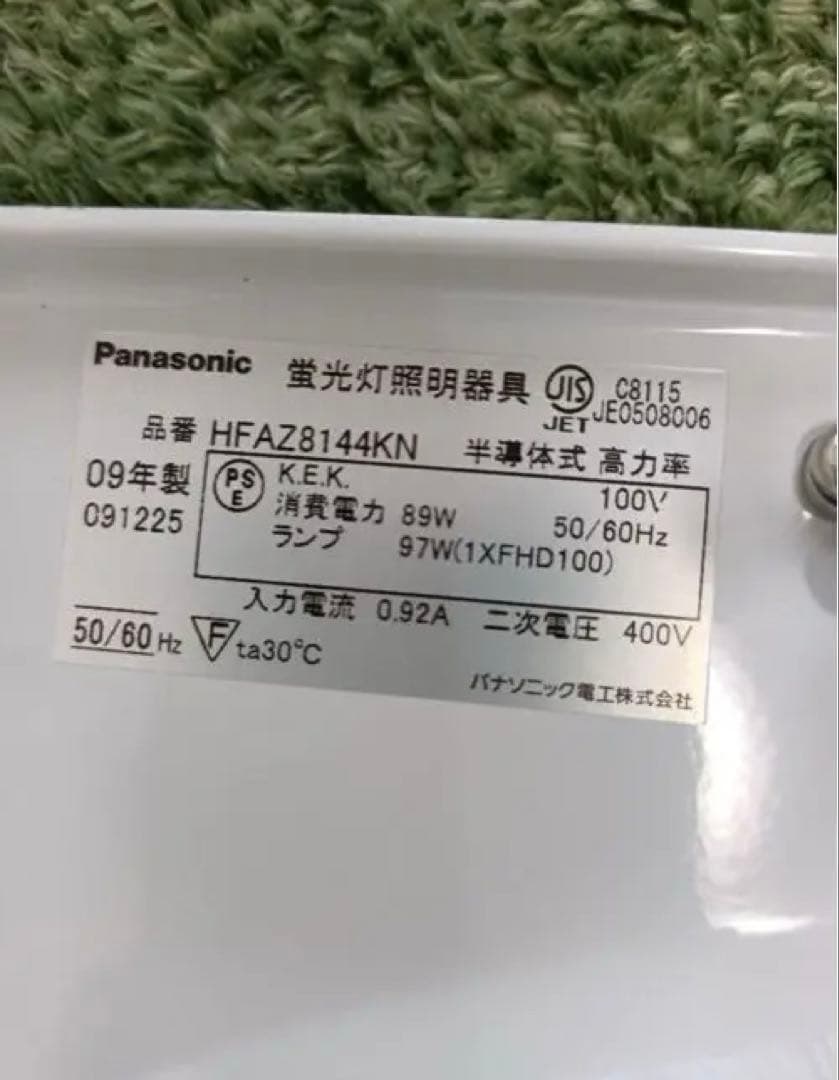 Panasonic 蛍光灯照明器具 JIS C8115
JET JE0508006
品番 HFAZ8144KN 半導体式 高力率
09年製 PSE K.E.K. 100V
091225 消費電力 89W 50/60Hz
ランプ 97W(1XFHD100)
入力電流 0.92A 二次電圧 400V
50/60Hz F ta30℃
パナソニック電工株式会社